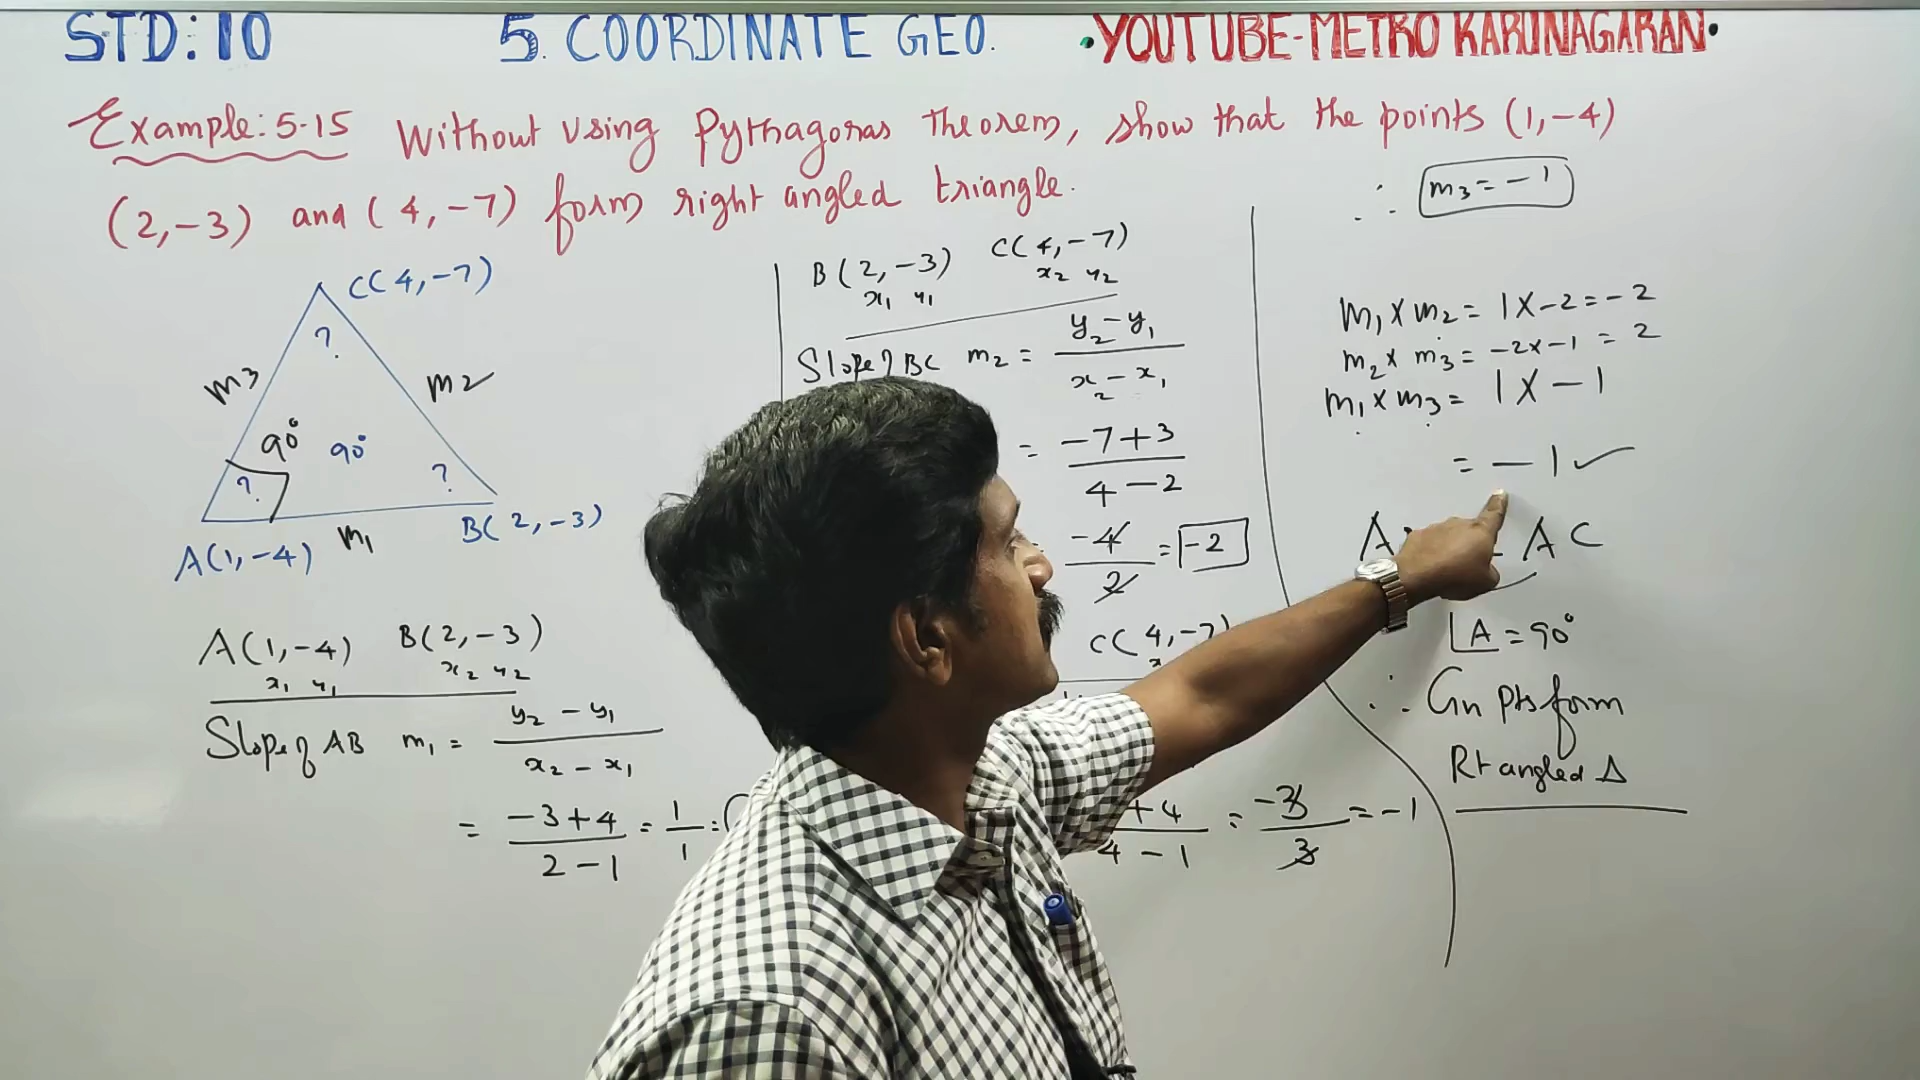 STD: 10 5. COORDINATE GEO. •YOUTUBE-METRO KARUNAGARAN•
Example: 5.15 Without using Pythagoras Theorem, show that the points (1,-4)
(2,-3) and (4,-7) form right angled triangle.
C(4,-7)
?
m3
m2 ✓
90° 90°
? ?
A(1,-4) m1 B(2,-3)
A(1,-4) B(2,-3)
x1 y1 x2 y2
Slope of AB m1 = y2 - y1
x2 - x1
= -3+4 = 1 =
2-1 1
B(2,-3) C(4,-7)
x1 y1 x2 y2
Slope of BC m2 = y2 - y1
x2 - x1
= -7+3
4-2
-4 = -2
2
C(4,-7)
+4 = -3 = -1
4-1 3
∴ m3 = -1
m1 x m2 = 1 x -2 = -2
m2 x m3 = -2 x -1 = 2
m1 x m3 = 1 x -1
= -1 ✓
AC
∠A = 90°
∴ Gn pts form
Rt angled Δ